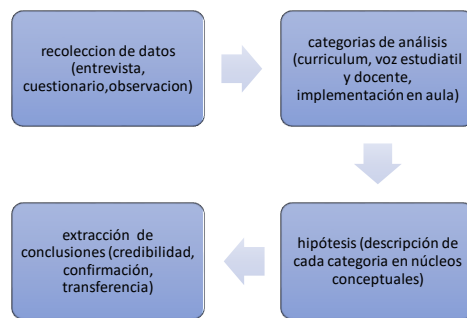 recoleccion de datos
(entrevista,
cuestionario,observacion)
categorias de análisis
(curriculum, voz estudiatil
y docente,
implementación en aula)
hipótesis (descripción de
cada categoria en núcleos
conceptuales)
extracción de
conclusiones (credibilidad,
confirmación,
transferencia)